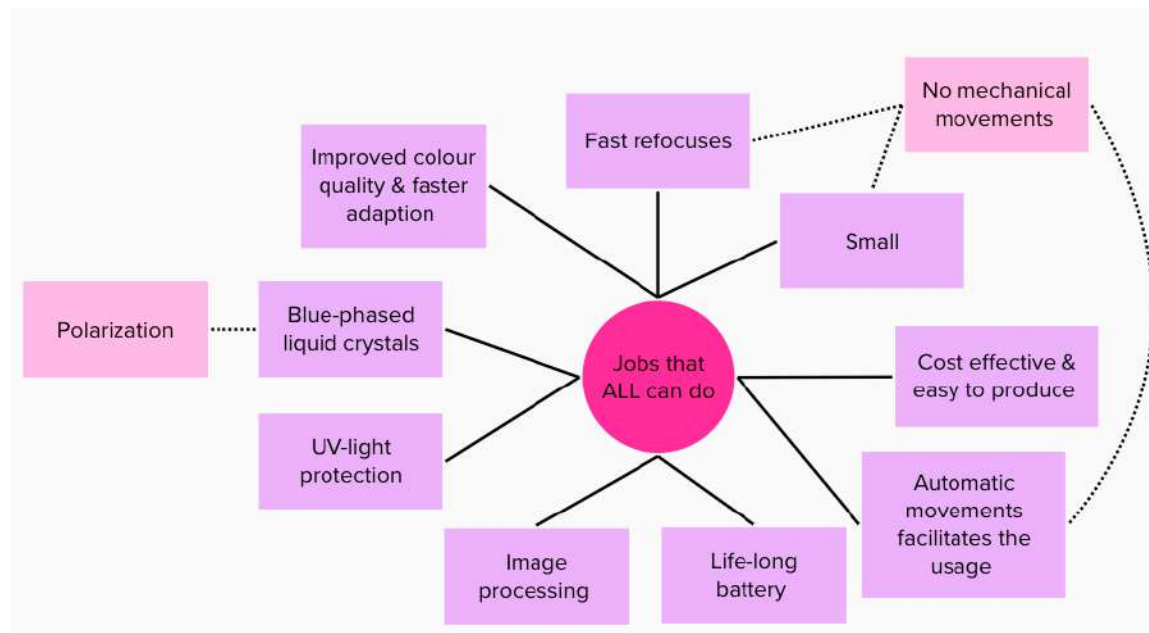 No mechanical
movements
Fast refocuses
Improved colour
quality & faster
adaption
Small
Polarization
Blue-phased
liquid crystals
Jobs that
ALL can do
Cost effective &
easy to produce
UV-light
protection
Automatic
movements
facilitates the
usage
Image
processing
Life-long
battery